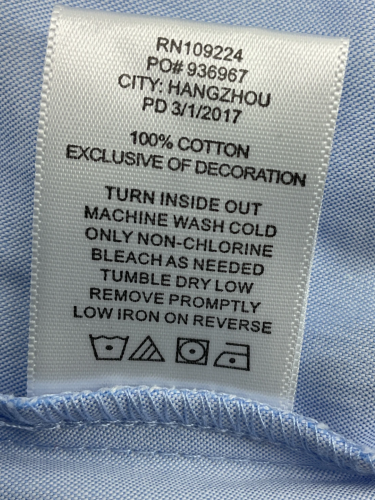 RN109224
PO# 936967
CITY: HANGZHOU
PD 3/1/2017
100% COTTON
EXCLUSIVE OF DECORATION
TURN INSIDE OUT
MACHINE WASH COLD
ONLY NON-CHLORINE
BLEACH AS NEEDED
TUMBLE DRY LOW
REMOVE PROMPTLY
LOW IRON ON REVERSE